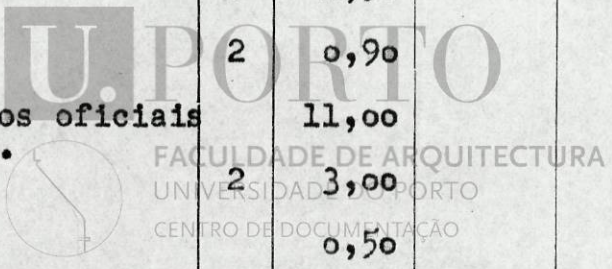 2 0,90
U. PORTO
os oficiais 11,00
FACULDADE DE ARQUITECTURA
2 3,00
UNIVERSIDADE DO PORTO
CENTRO DE DOCUMENTAÇÃO
0,50